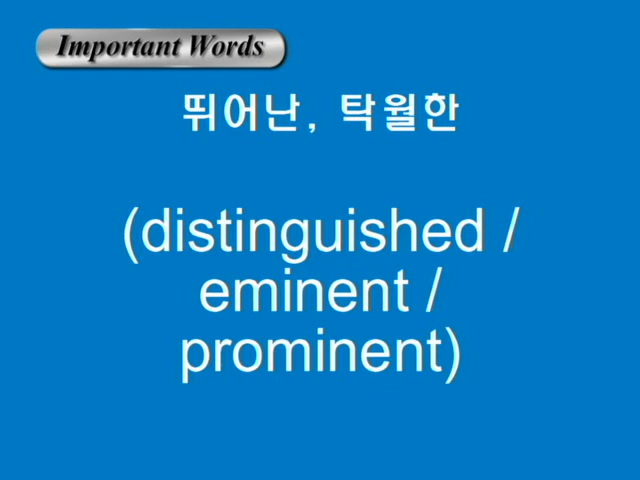 Important Words
뛰어난, 탁월한
(distinguished /
eminent /
prominent)